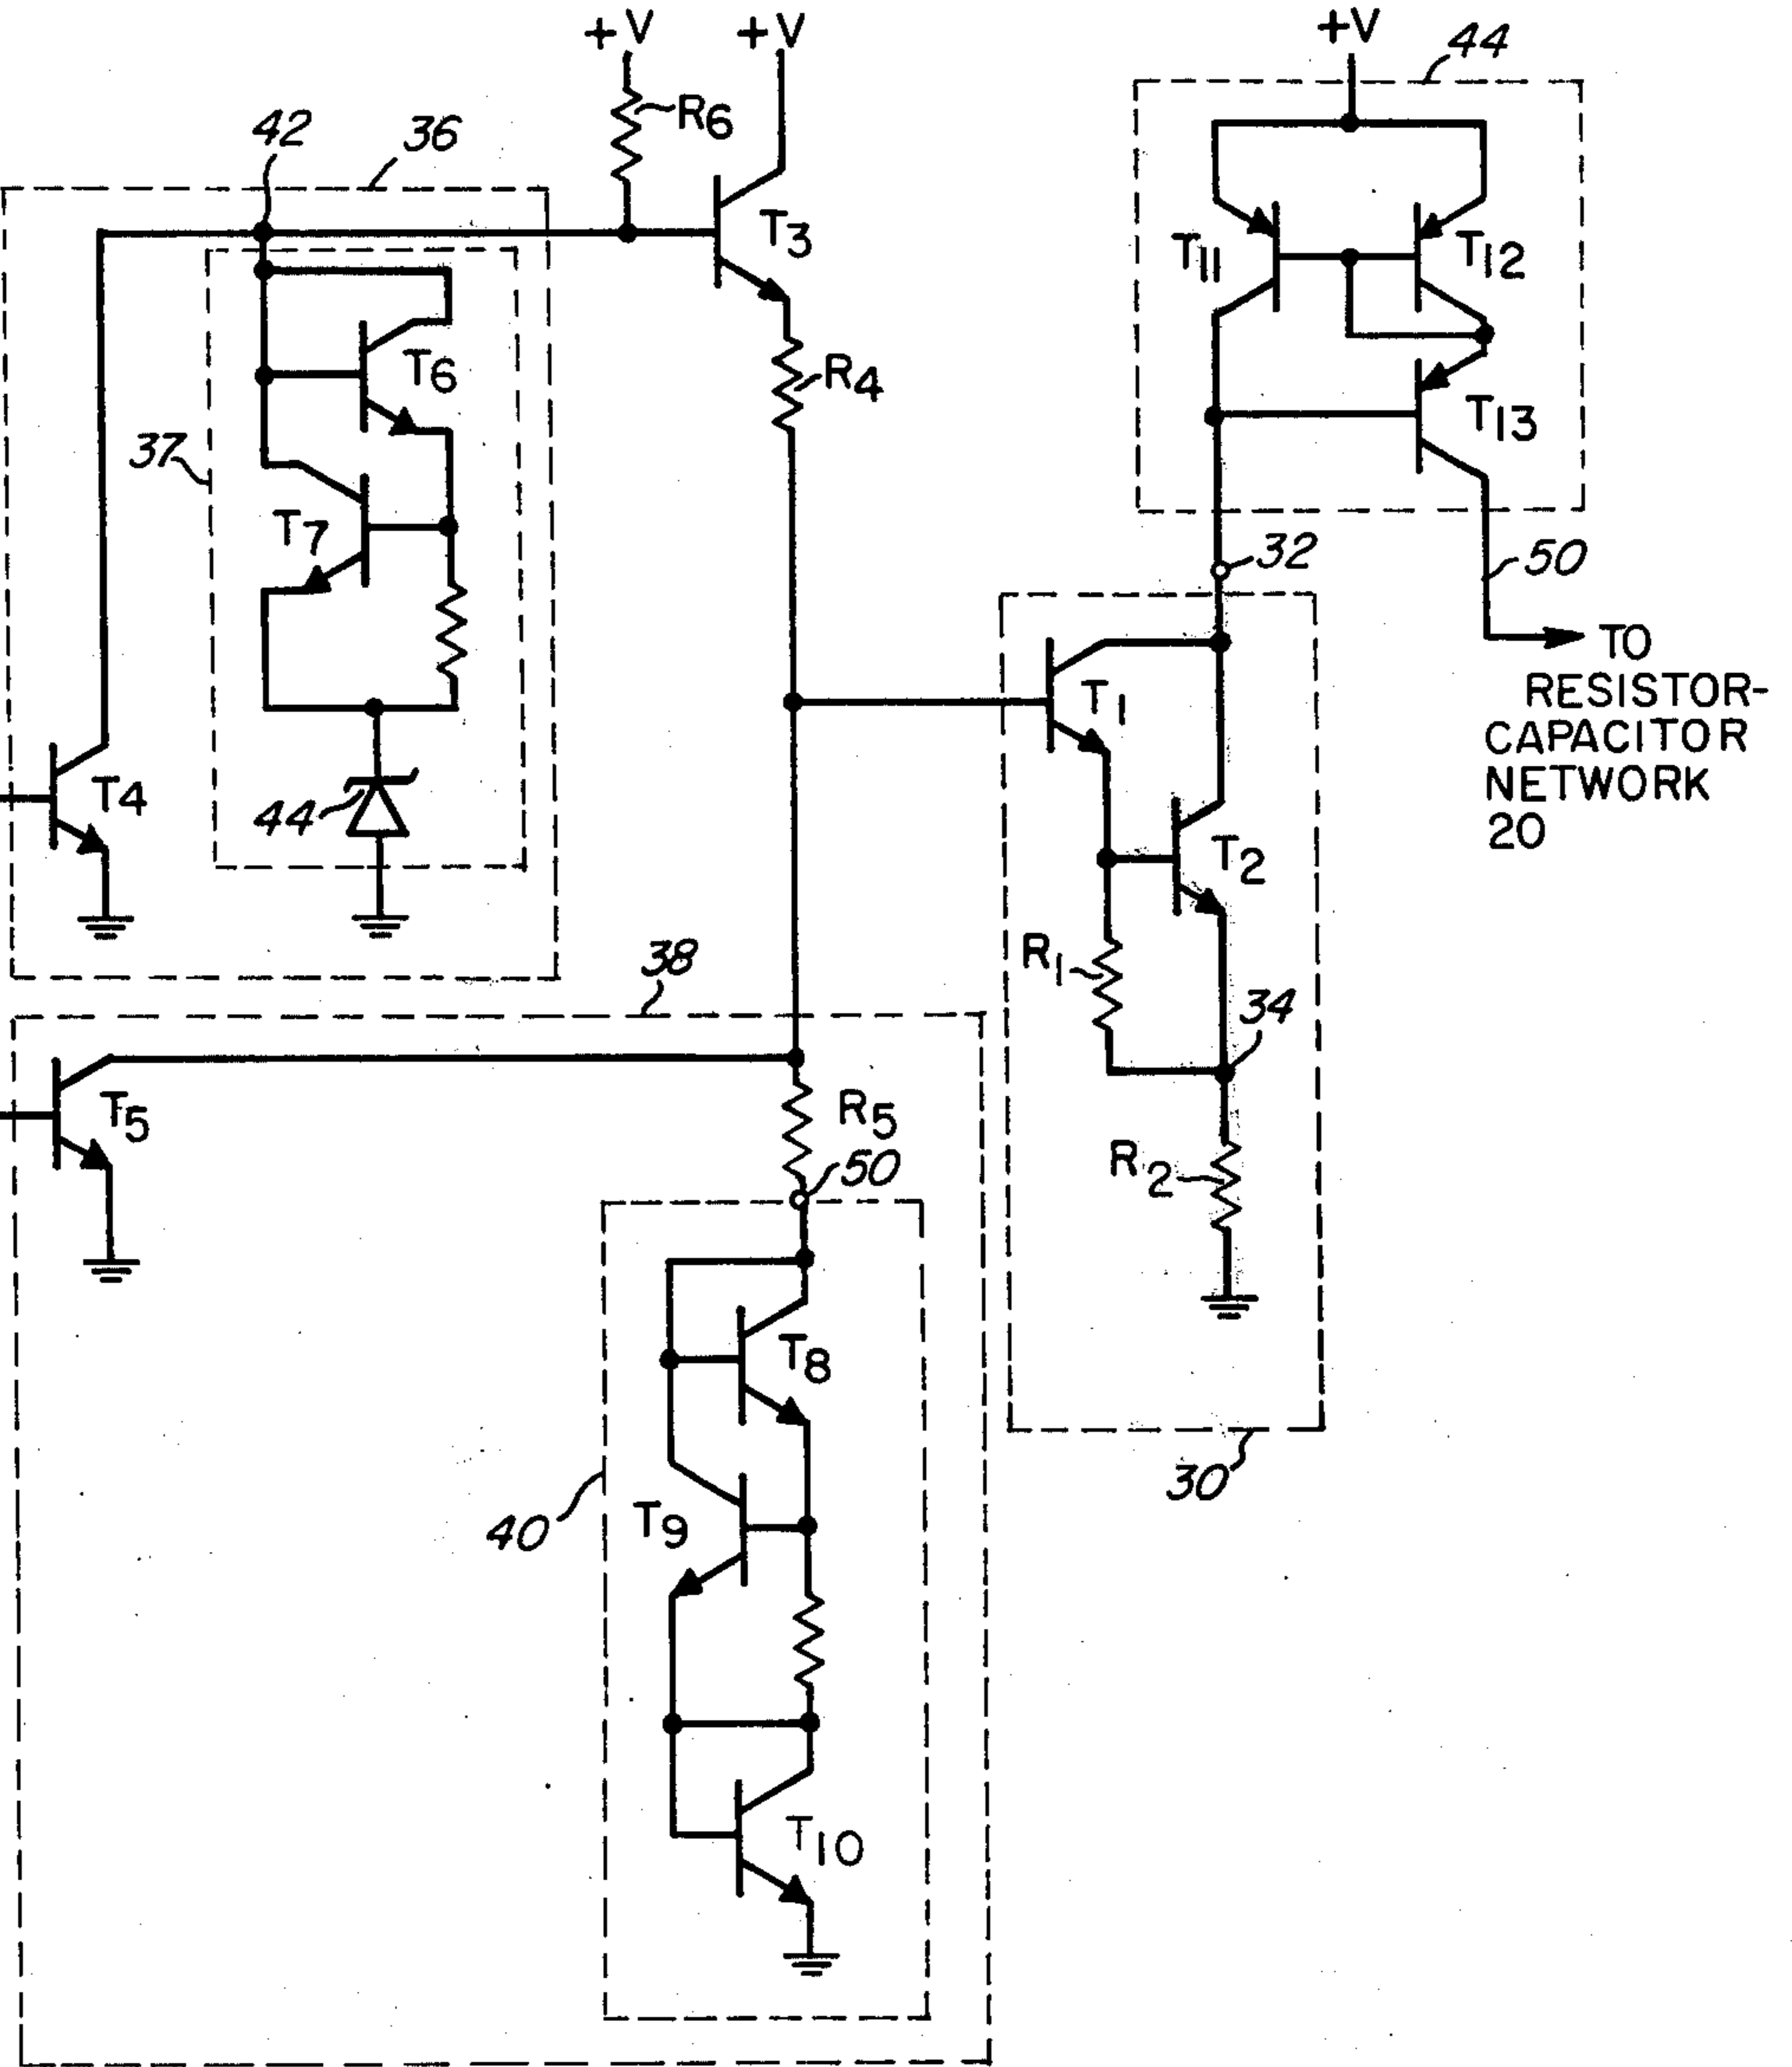 +V
+V
+V
44
R6
42
36
T3
T11
T12
T6
R4
T13
37
T7
32
50
TO
RESISTOR-
CAPACITOR
NETWORK
20
T1
T4
44
T2
R1
38
34
T5
R5
R2
50
T8
30
T9
40
T10